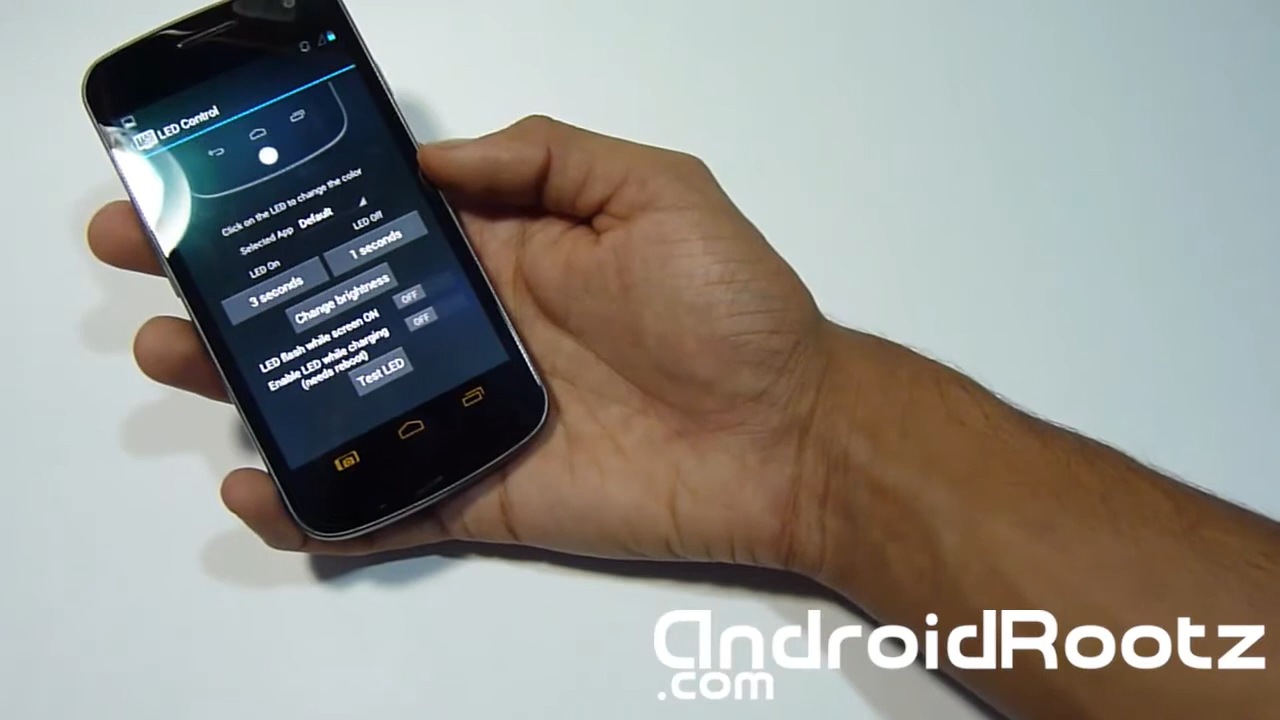 LED Control
Click on the LED to change the color
Selected App Default
LED On
LED Off
3 seconds
1 seconds
Change brightness
LED flash while screen ON OFF
Enable LED while charging OFF
(needs reboot)
Test LED
AndroidRootz
.com